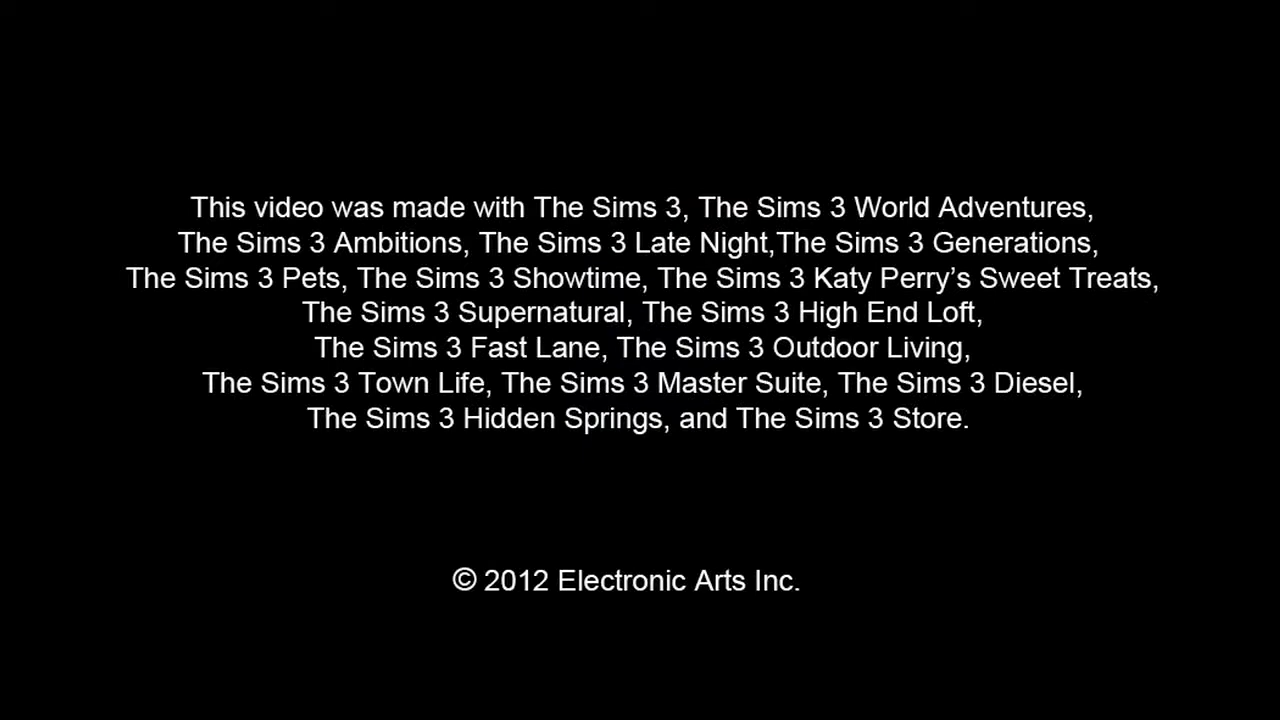 This video was made with The Sims 3, The Sims 3 World Adventures,
The Sims 3 Ambitions, The Sims 3 Late Night,The Sims 3 Generations,
The Sims 3 Pets, The Sims 3 Showtime, The Sims 3 Katy Perry’s Sweet Treats,
The Sims 3 Supernatural, The Sims 3 High End Loft,
The Sims 3 Fast Lane, The Sims 3 Outdoor Living,
The Sims 3 Town Life, The Sims 3 Master Suite, The Sims 3 Diesel,
The Sims 3 Hidden Springs, and The Sims 3 Store.
© 2012 Electronic Arts Inc.